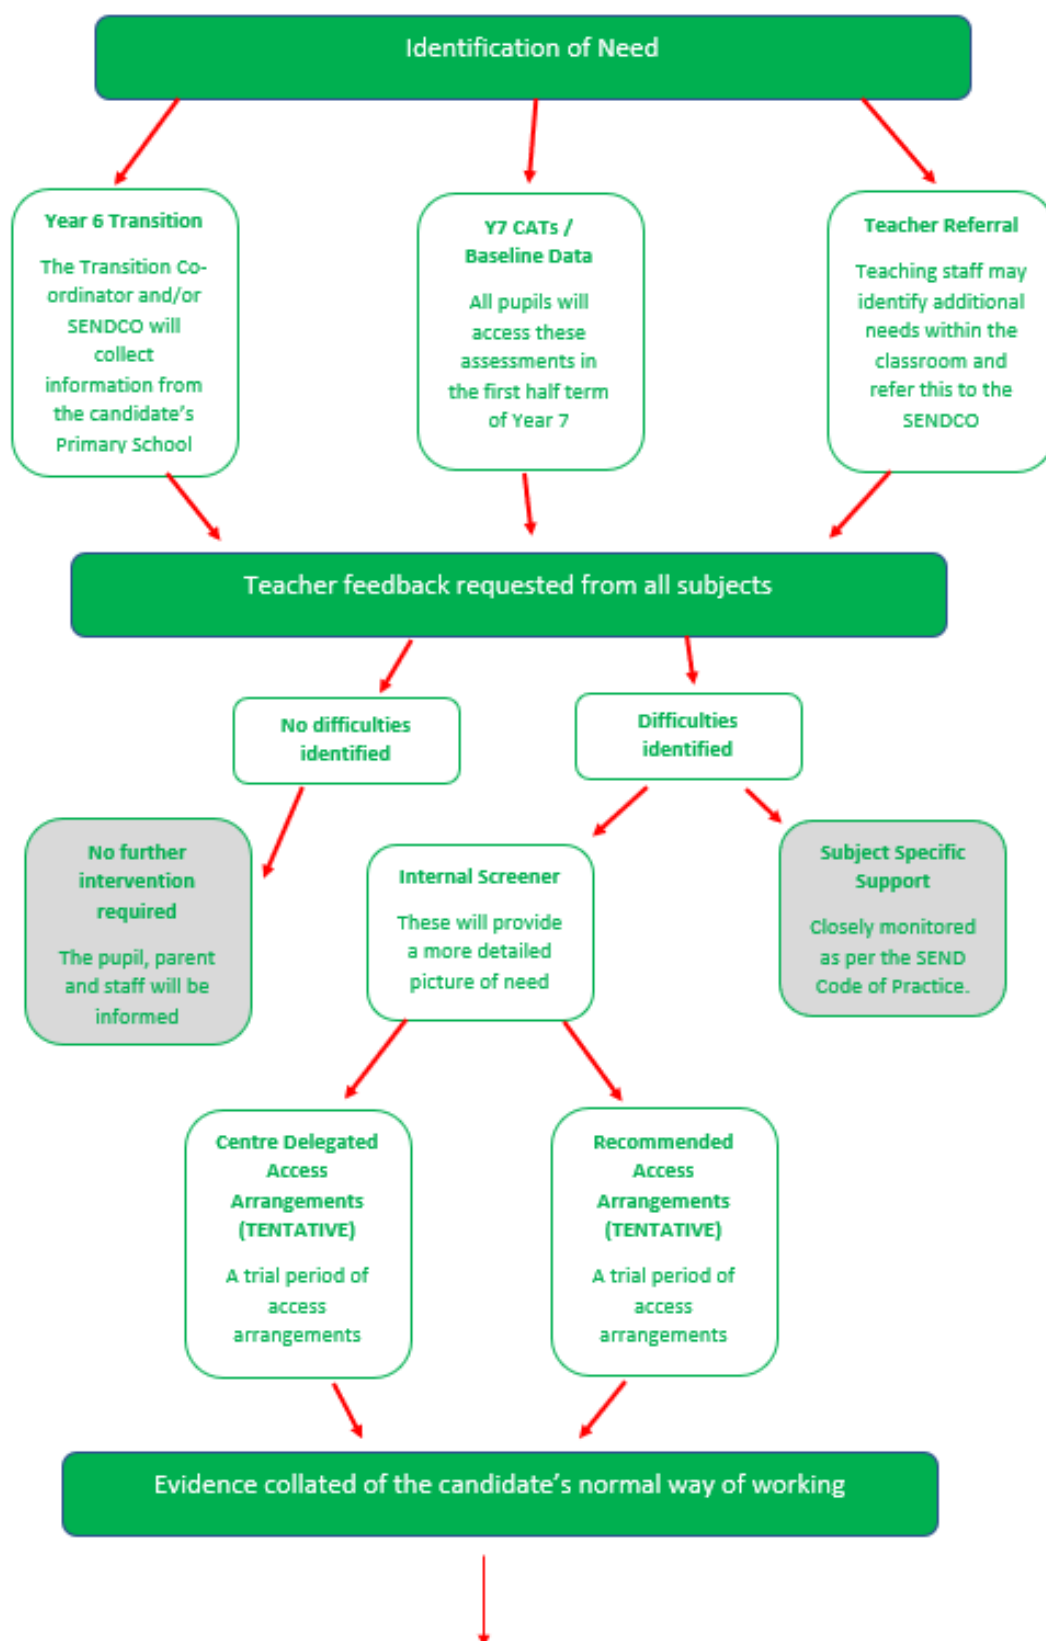 Identification of Need
Year 6 Transition
The Transition Co-
ordinator and/or
SENDCO will
collect
information from
the candidate's
Primary School
Y7 CATs /
Baseline Data
All pupils will
access these
assessments in
the first half term
of Year 7
Teacher Referral
Teaching staff may
identify additional
needs within the
classroom and
refer this to the
SENDCO
Teacher feedback requested from all subjects
No difficulties
identified
Difficulties
identified
No further
intervention
required
The pupil, parent
and staff will be
informed
Internal Screener
These will provide
a more detailed
picture of need
Subject Specific
Support
Closely monitored
as per the SEND
Code of Practice.
Centre Delegated
Access
Arrangements
(TENTATIVE)
A trial period of
access
arrangements
Recommended
Access
Arrangements
(TENTATIVE)
A trial period of
access
arrangements
Evidence collated of the candidate's normal way of working